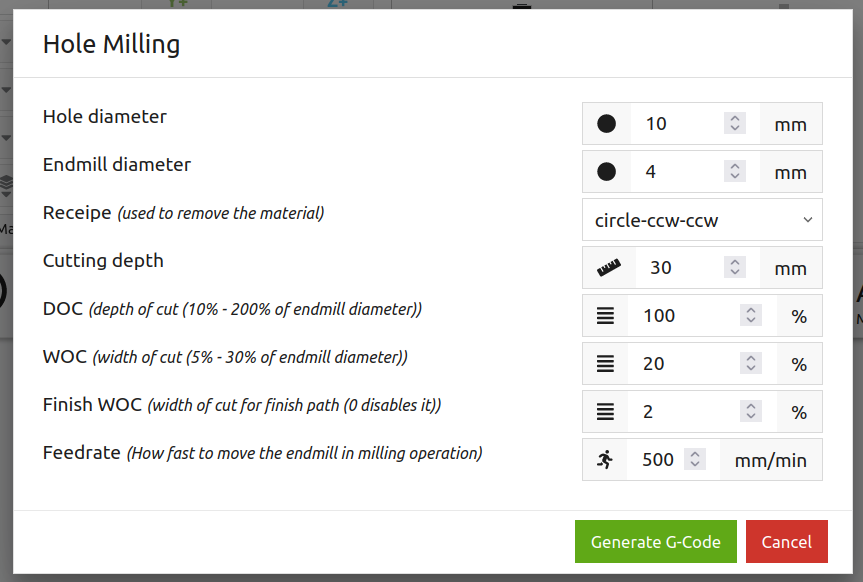 Y+ Z+
Hole Milling
Hole diameter 10 mm
Endmill diameter 4 mm
Receipe (used to remove the material) circle-ccw-ccw
Ma
Cutting depth 30 mm
DOC (depth of cut (10% - 200% of endmill diameter)) 100 %
WOC (width of cut (5% - 30% of endmill diameter)) 20 %
Finish WOC (width of cut for finish path (0 disables it)) 2 %
Feedrate (How fast to move the endmill in milling operation) 500 mm/min
Generate G-Code Cancel